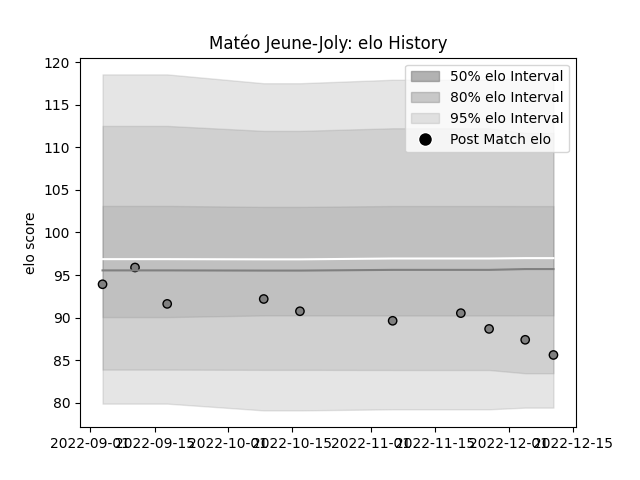 Matéo Jeune-Joly: elo History
120
115
110
105
100
95
90
85
80
elo score
50% elo Interval
80% elo Interval
95% elo Interval
Post Match elo
2022-09-01 2022-09-15 2022-10-01 2022-10-15 2022-11-01 2022-11-15 2022-12-01 2022-12-15